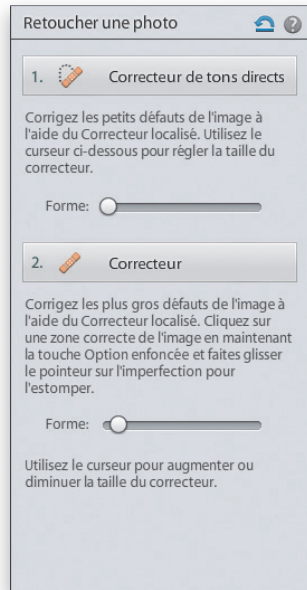 Retoucher une photo
1. Correcteur de tons directs
Corrigez les petits défauts de l'image à
l'aide du Correcteur localisé. Utilisez le
curseur ci-dessous pour régler la taille du
correcteur.
Forme:
2. Correcteur
Corrigez les plus gros défauts de l'image à
l'aide du Correcteur localisé. Cliquez sur
une zone correcte de l'image en maintenant
la touche Option enfoncée et faites glisser
le pointeur sur l'imperfection pour
l'estomper.
Forme:
Utilisez le curseur pour augmenter ou
diminuer la taille du correcteur.